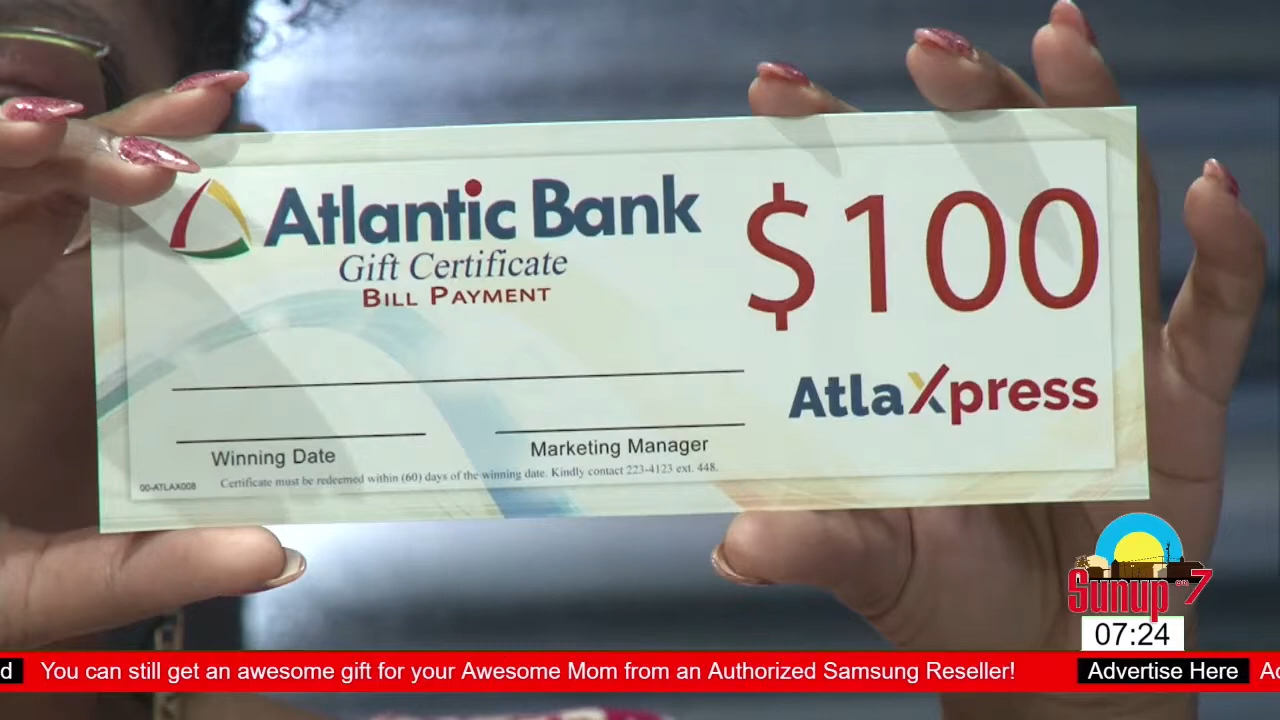 Atlantic Bank
Gift Certificate
BILL PAYMENT
$100
AtlaXpress
Winning Date
Marketing Manager
Certificate must be redeemed within (60) days of the winning date. Kindly contact 223-4123 ext. 448.
00-ATLAX008
Sunup on 7
07:24
d You can still get an awesome gift for your Awesome Mom from an Authorized Samsung Reseller! Advertise Here